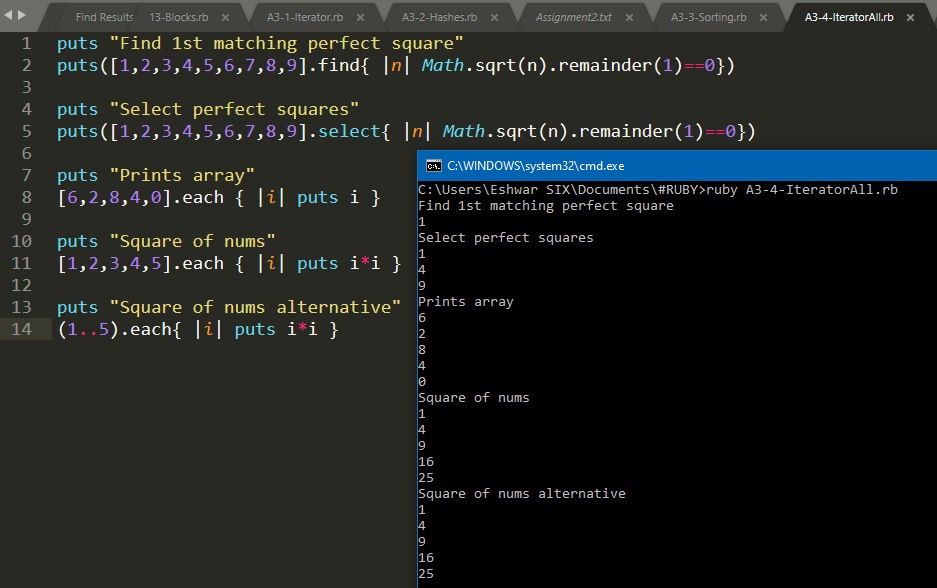 Find Results 13-Blocks.rb × A3-1-Iterator.rb × A3-2-Hashes.rb × Assignment2.txt × A3-3-Sorting.rb × A3-4-IteratorAll.rb ×
1 puts "Find 1st matching perfect square"
2 puts([1,2,3,4,5,6,7,8,9].find{ |n| Math.sqrt(n).remainder(1)==0})
3
4 puts "Select perfect squares"
5 puts([1,2,3,4,5,6,7,8,9].select{ |n| Math.sqrt(n).remainder(1)==0})
6
7 puts "Prints array"
8 [6,2,8,4,0].each { |i| puts i }
9
10 puts "Square of nums"
11 [1,2,3,4,5].each { |i| puts i*i }
12
13 puts "Square of nums alternative"
14 (1..5).each{ |i| puts i*i }
C:\WINDOWS\system32\cmd.exe
C:\Users\Eshwar SIX\Documents\#RUBY>ruby A3-4-IteratorAll.rb
Find 1st matching perfect square
1
Select perfect squares
1
4
9
Prints array
6
2
8
4
0
Square of nums
1
4
9
16
25
Square of nums alternative
1
4
9
16
25